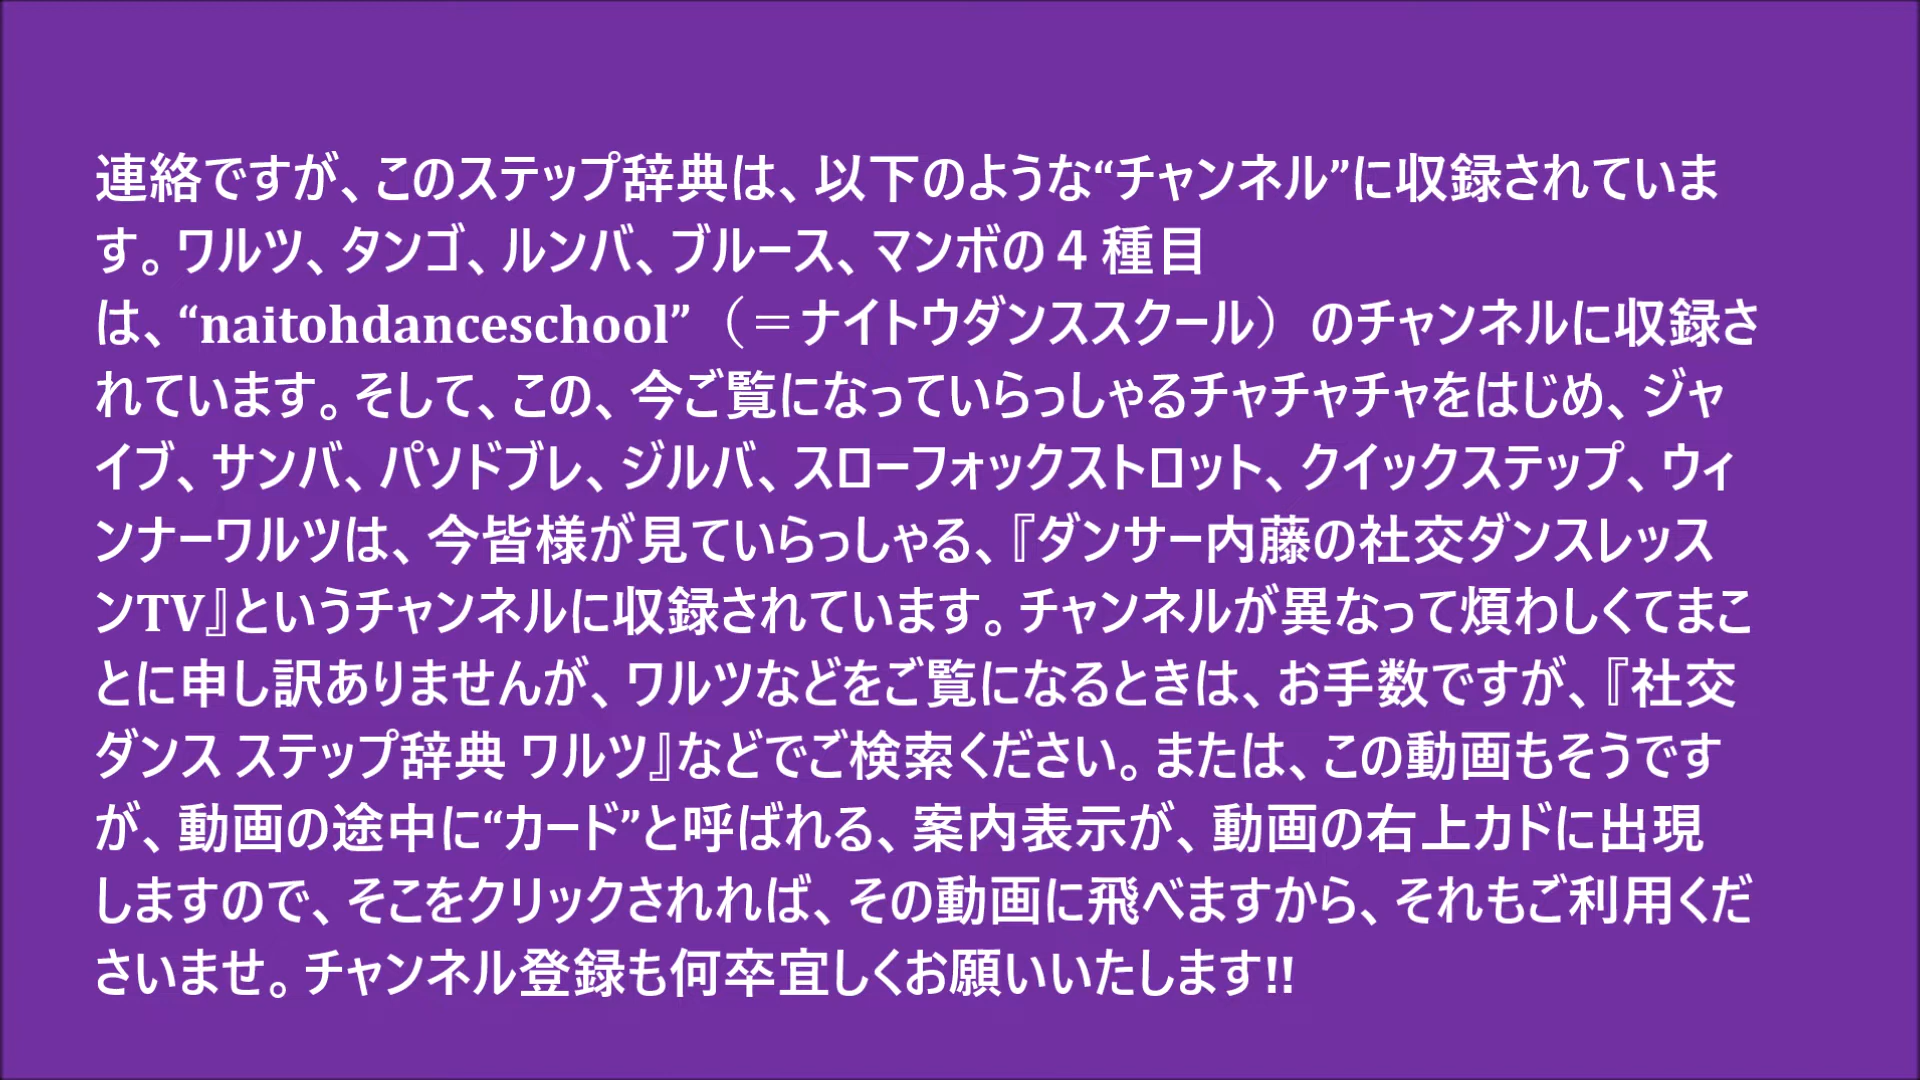 連絡ですが、このステップ辞典は、以下のような“チャンネル”に収録されていま
す。ワルツ、タンゴ、ルンバ、ブルース、マンボの４種目
は、“naitohdanceschool”（＝ナイトウダンススクール）のチャンネルに収録さ
れています。そして、この、今ご覧になっていらっしゃるチャチャチャをはじめ、ジャ
イブ、サンバ、パソドブレ、ジルバ、スローフォックストロット、クイックステップ、ウィ
ンナーワルツは、今皆様が見ていらっしゃる、『ダンサー内藤の社交ダンスレッス
ンTV』というチャンネルに収録されています。チャンネルが異なって煩わしくてまこ
とに申し訳ありませんが、ワルツなどをご覧になるときは、お手数ですが、『社交
ダンス ステップ辞典 ワルツ』などでご検索ください。または、この動画もそうです
が、動画の途中に“カード”と呼ばれる、案内表示が、動画の右上カドに出現
しますので、そこをクリックされれば、その動画に飛べますから、それもご利用くだ
さいませ。チャンネル登録も何卒宜しくお願いいたします!!